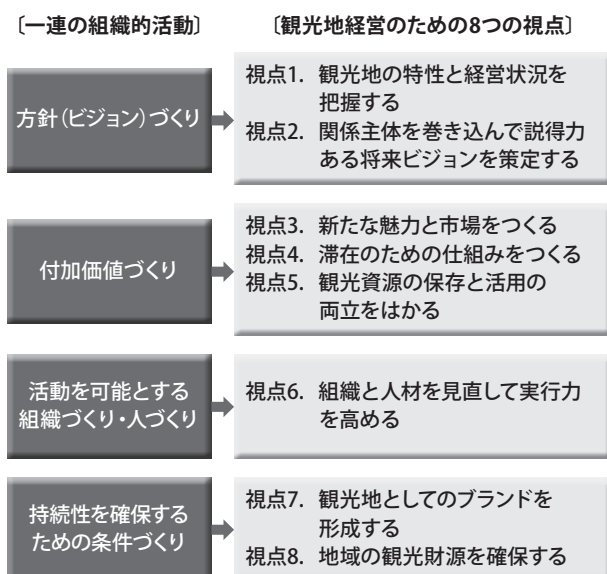 〔一連の組織的活動〕
〔観光地経営のための8つの視点〕
方針（ビジョン）づくり
視点1. 観光地の特性と経営状況を
把握する
視点2. 関係主体を巻き込んで説得力
ある将来ビジョンを策定する
付加価値づくり
視点3. 新たな魅力と市場をつくる
視点4. 滞在のための仕組みをつくる
視点5. 観光資源の保存と活用の
両立をはかる
活動を可能とする
組織づくり・人づくり
視点6. 組織と人材を見直して実行力
を高める
持続性を確保する
ための条件づくり
視点7. 観光地としてのブランドを
形成する
視点8. 地域の観光財源を確保する